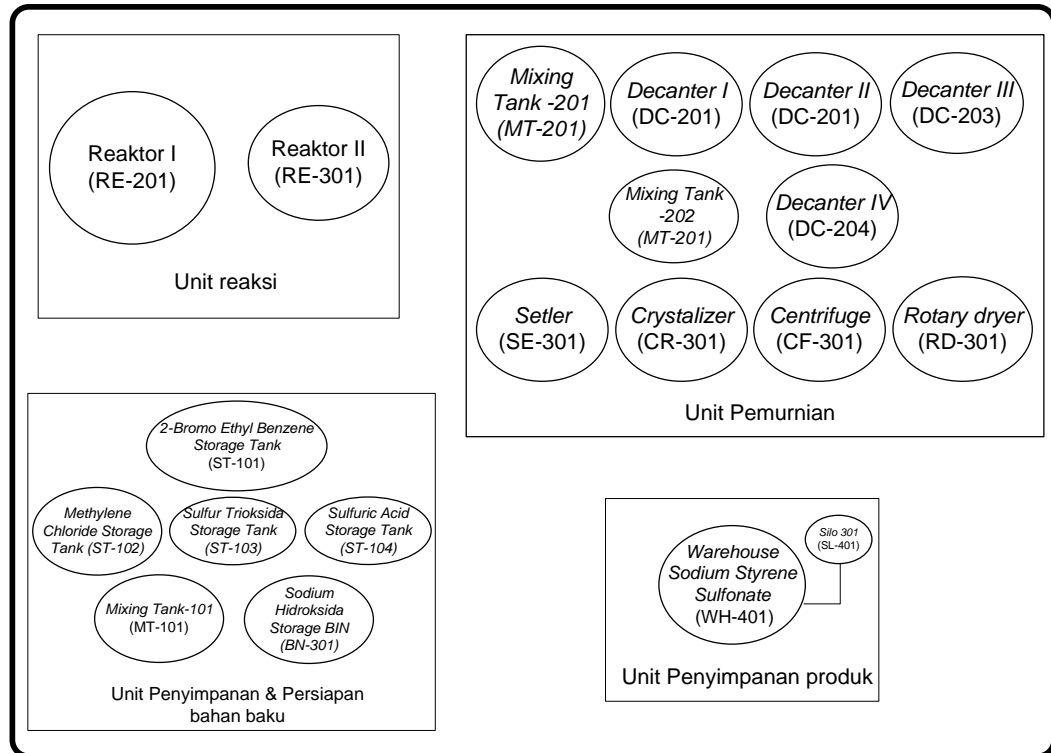 Reaktor I
(RE-201)
Reaktor II
(RE-301)
Unit reaksi
Mixing
Tank -201
(MT-201)
Decanter I
(DC-201)
Decanter II
(DC-201)
Decanter III
(DC-203)
Mixing Tank
-202
(MT-201)
Decanter IV
(DC-204)
Setler
(SE-301)
Crystalizer
(CR-301)
Centrifuge
(CF-301)
Rotary dryer
(RD-301)
Unit Pemurnian
2-Bromo Ethyl Benzene
Storage Tank
(ST-101)
Methylene
Chloride Storage
Tank (ST-102)
Sulfur Trioksida
Storage Tank
(ST-103)
Sulfuric Acid
Storage Tank
(ST-104)
Mixing Tank-101
(MT-101)
Sodium
Hidroksida
Storage BIN
(BN-301)
Unit Penyimpanan & Persiapan
bahan baku
Warehouse
Sodium Styrene
Sulfonate
(WH-401)
Silo 301
(SL-401)
Unit Penyimpanan produk